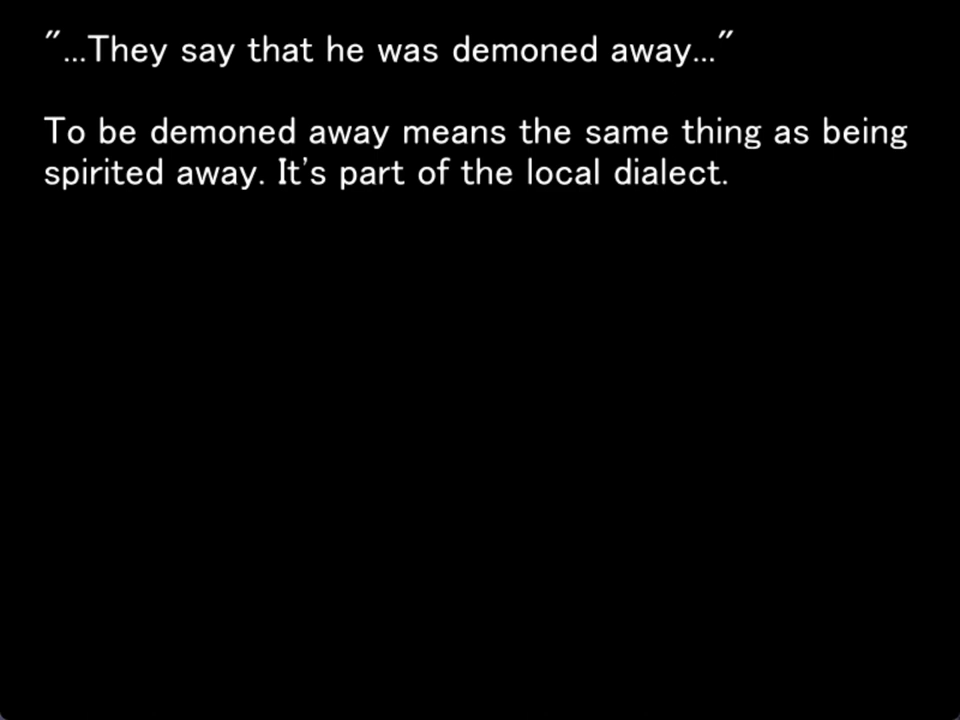 "...They say that he was demoned away..."
To be demoned away means the same thing as being
spirited away. It's part of the local dialect.